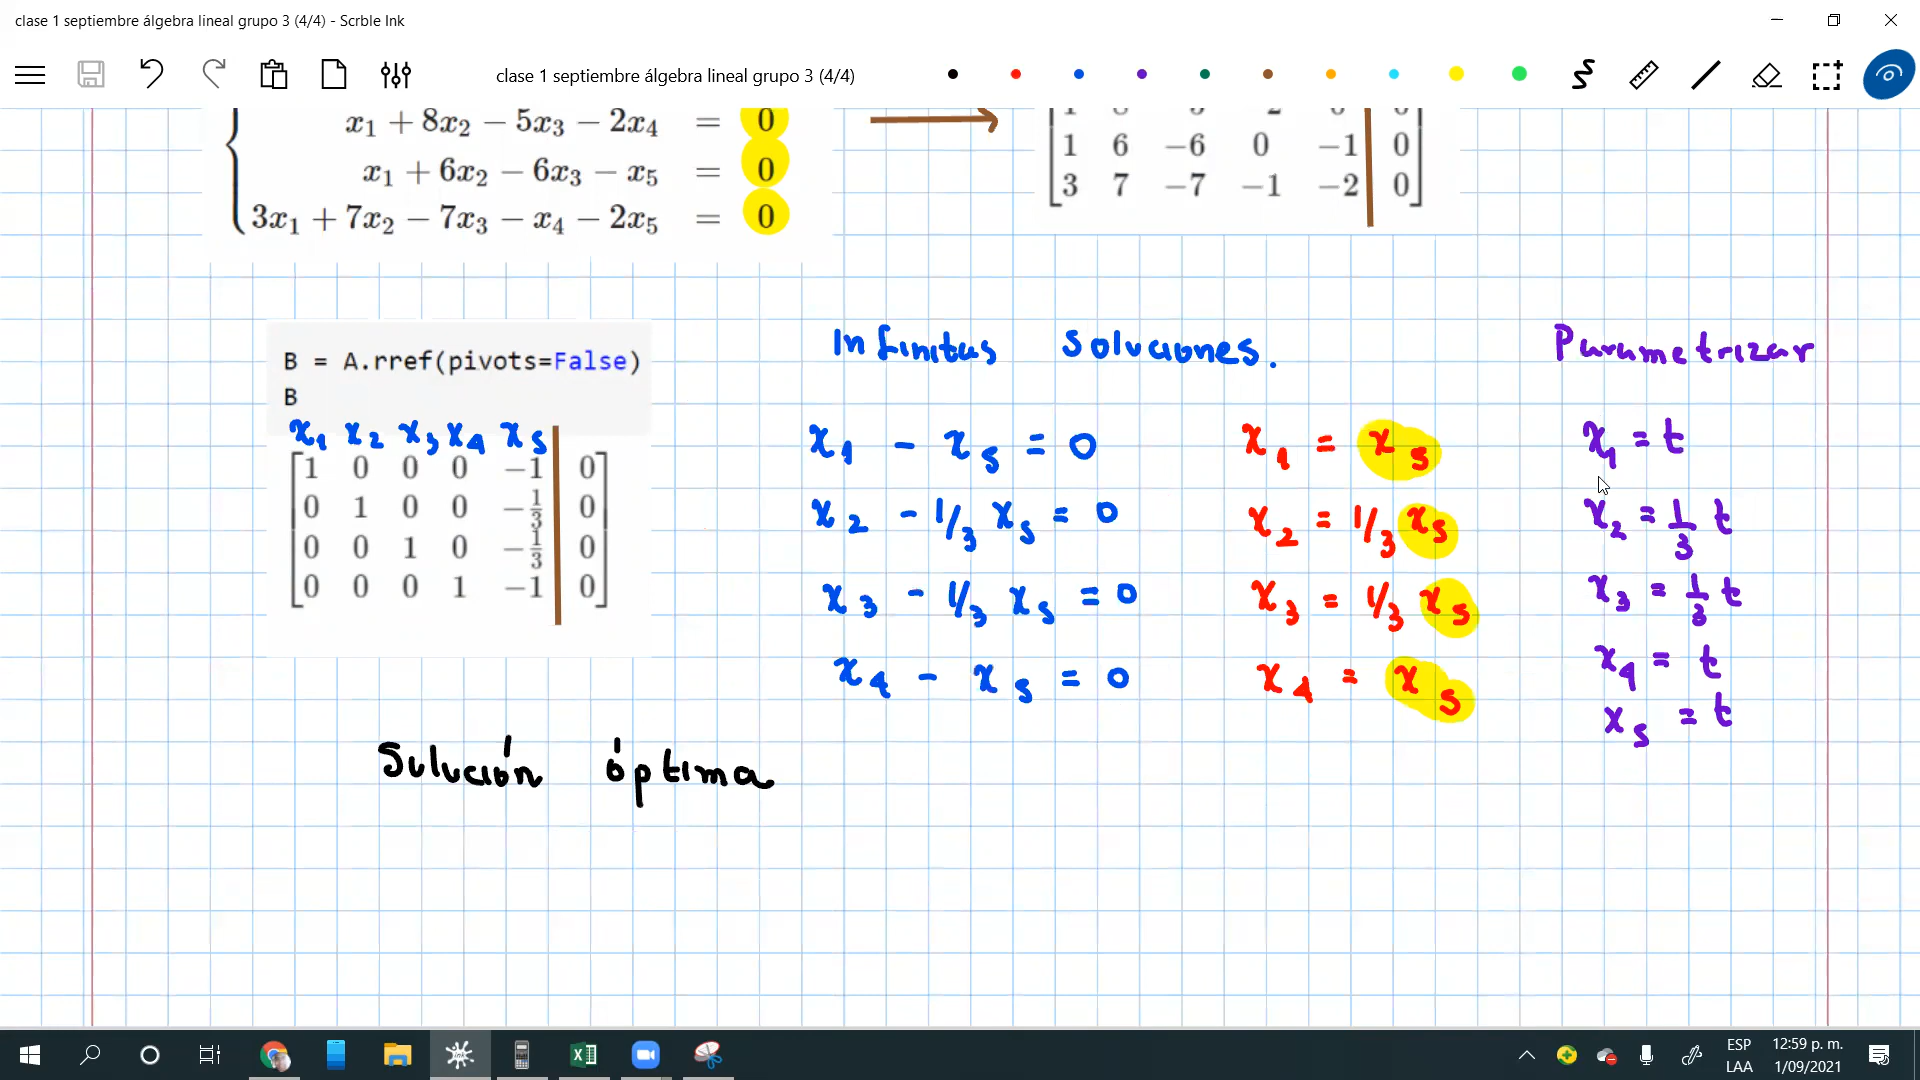 clase 1 septiembre álgebra lineal grupo 3 (4/4) - Scrble Ink
clase 1 septiembre álgebra lineal grupo 3 (4/4)
x₁ + 8x₂ − 5x₃ − 2x₄ = 0
x₁ + 6x₂ − 6x₃ − x₅ = 0
3x₁ + 7x₂ − 7x₃ − x₄ − 2x₅ = 0
1 6 −6 0 −1 0
3 7 −7 −1 −2 0
B = A.rref(pivots=False)
B
x₁ x₂ x₃ x₄ x₅
1 0 0 0 −1 0
0 1 0 0 −1/3 0
0 0 1 0 −1/3 0
0 0 0 1 −1 0
Infinitas soluciones.
x₁ − x₅ = 0
x₂ − 1/3 x₅ = 0
x₃ − 1/3 x₅ = 0
x₄ − x₅ = 0
x₁ = x₅
x₂ = 1/3 x₅
x₃ = 1/3 x₅
x₄ = x₅
Parametrizar
x₁ = t
x₂ = 1/3 t
x₃ = 1/3 t
x₄ = t
x₅ = t
Solución óptima
ESP
LAA
12:59 p. m.
1/09/2021